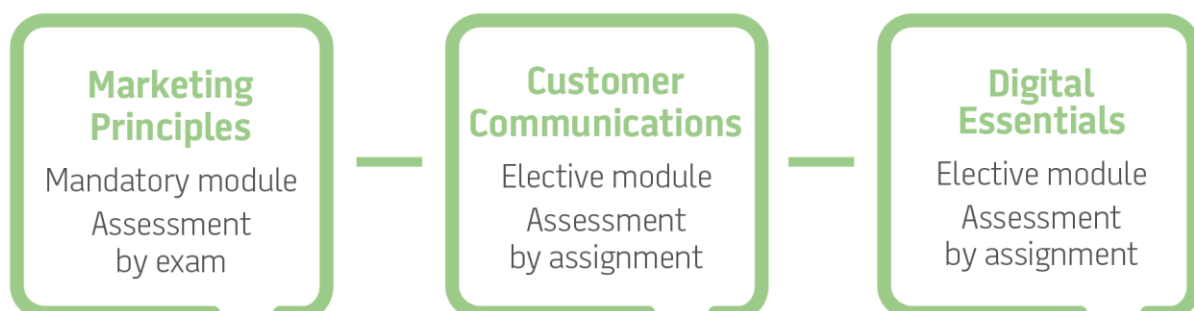 Marketing
Principles
Mandatory module
Assessment
by exam
Customer
Communications
Elective module
Assessment
by assignment
Digital
Essentials
Elective module
Assessment
by assignment